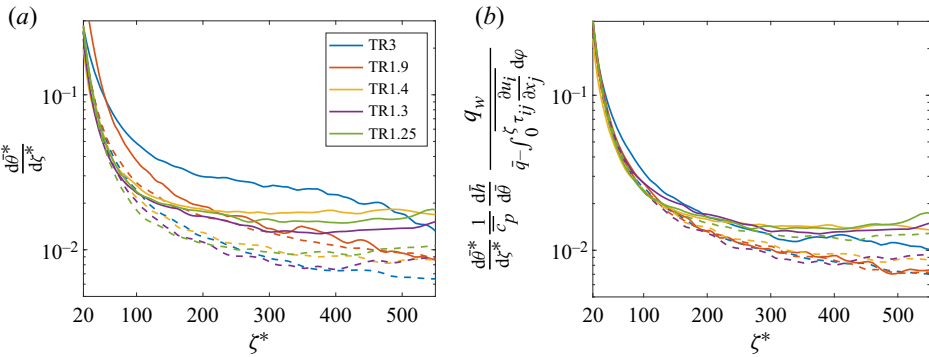 (a)
10⁻¹
10⁻²
dθ̄*
dζ*
TR3
TR1.9
TR1.4
TR1.3
TR1.25
20 100 200 300 400 500
ζ*
(b)
10⁻¹
10⁻²
dθ̄* 1 dh̄ q_w
dζ* c̄_p dθ̄ q̄−∫₀^ζ τ_ij ∂u_i/∂x_j dφ
20 100 200 300 400 500
ζ*